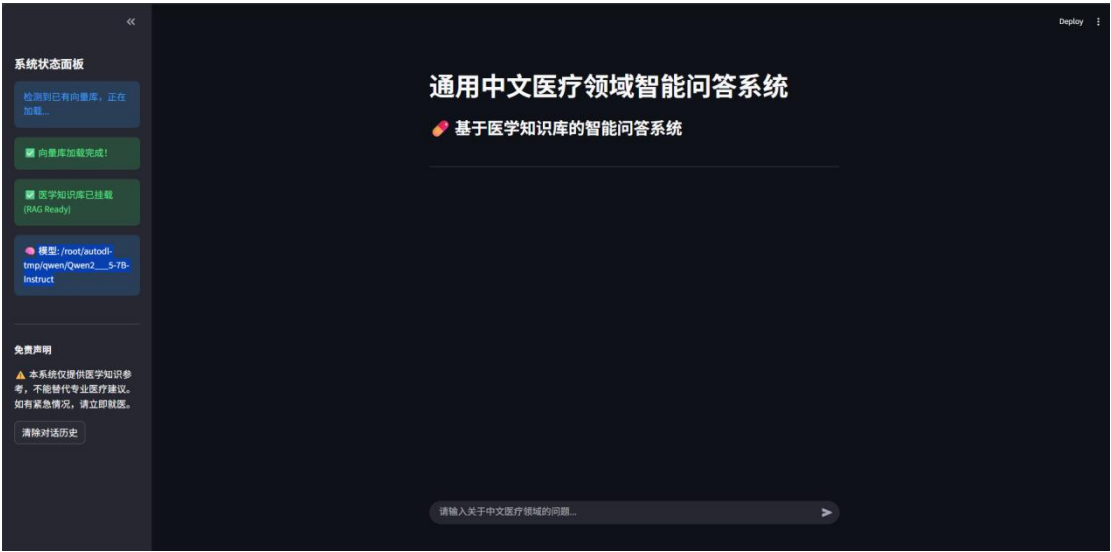 Deploy
系统状态面板
检测到已有向量库，正在
加载...
✅ 向量库加载完成!
✅ 医学知识库已挂载
(RAG Ready)
🧠 模型: /root/autodl-
tmp/qwen/Qwen2___5-7B-
Instruct
免责声明
⚠️ 本系统仅提供医学知识参
考，不能替代专业医疗建议。
如有紧急情况，请立即就医。
清除对话历史
通用中文医疗领域智能问答系统
💊 基于医学知识库的智能问答系统
请输入关于中文医疗领域的问题...